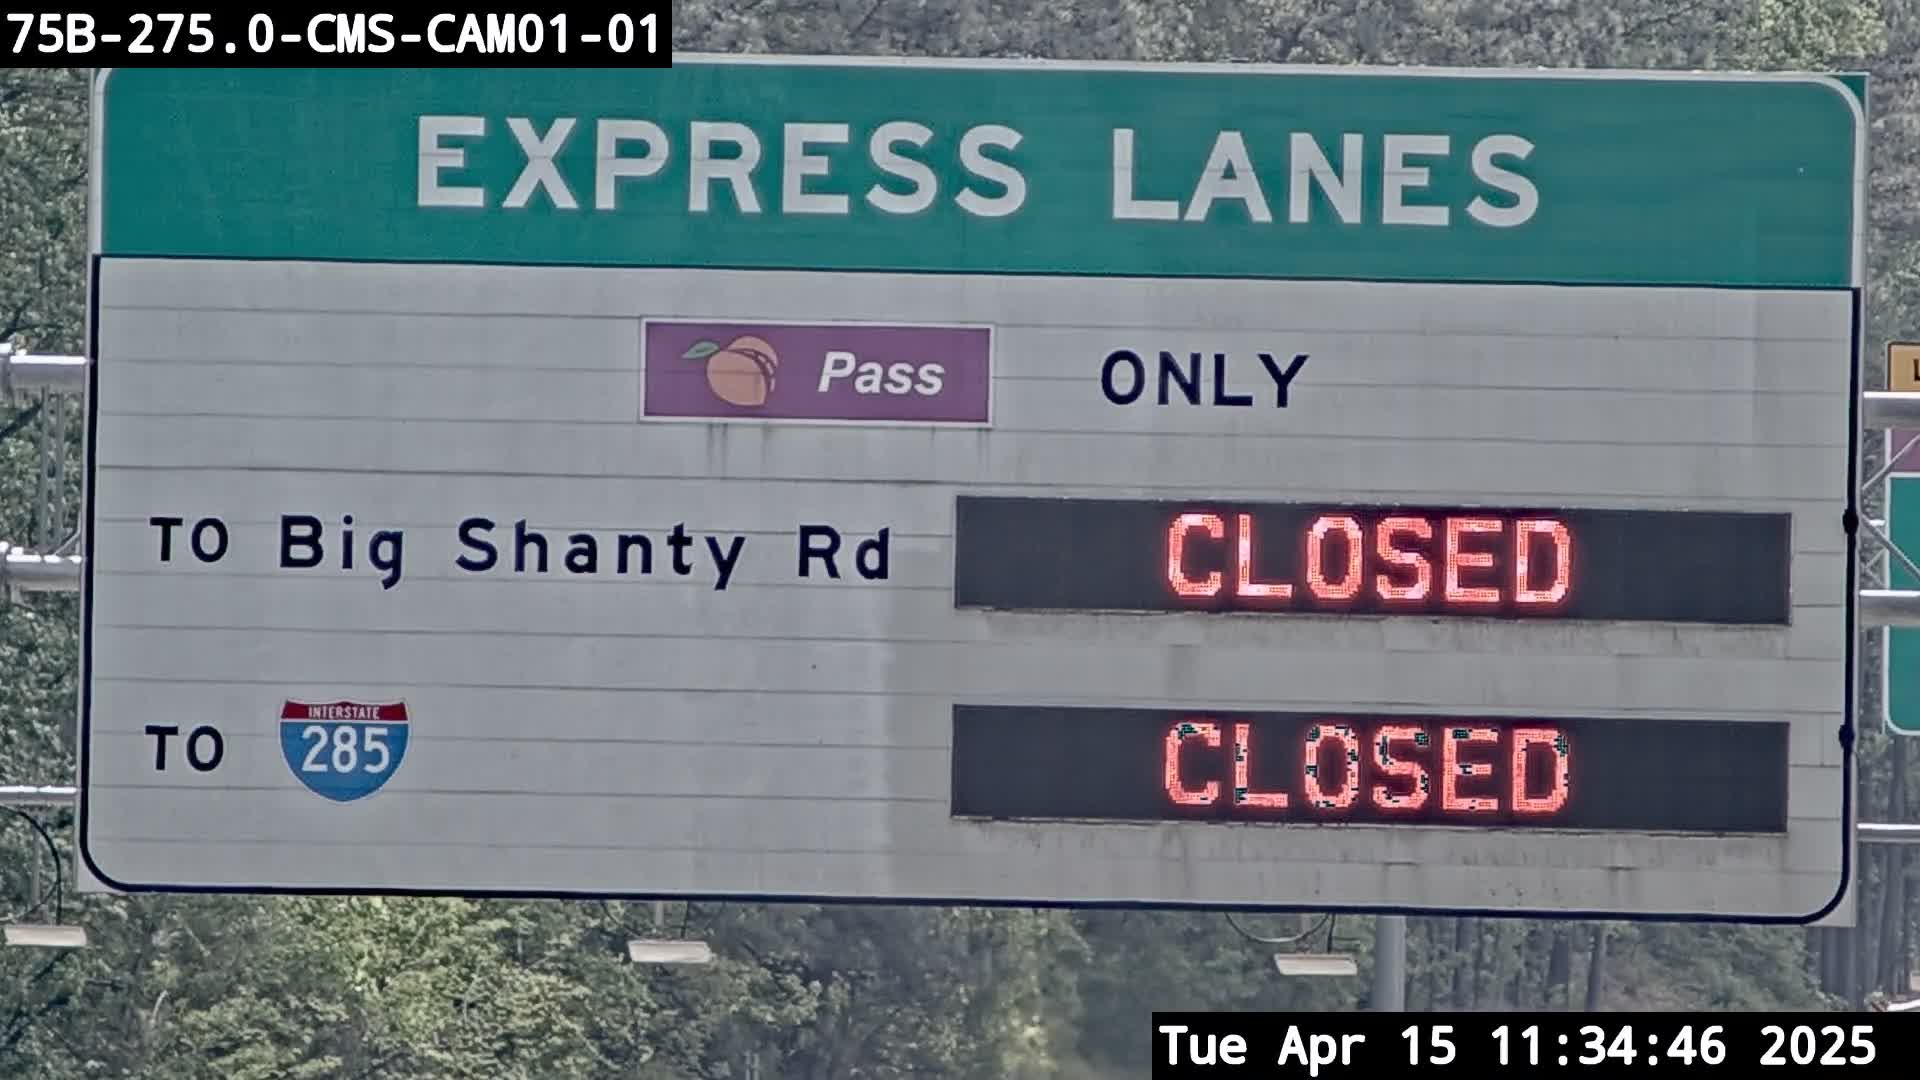 75B-275.0-CMS-CAM01-01
EXPRESS LANES
Pass ONLY
TO Big Shanty Rd CLOSED
TO INTERSTATE 285 CLOSED
Tue Apr 15 11:34:46 2025